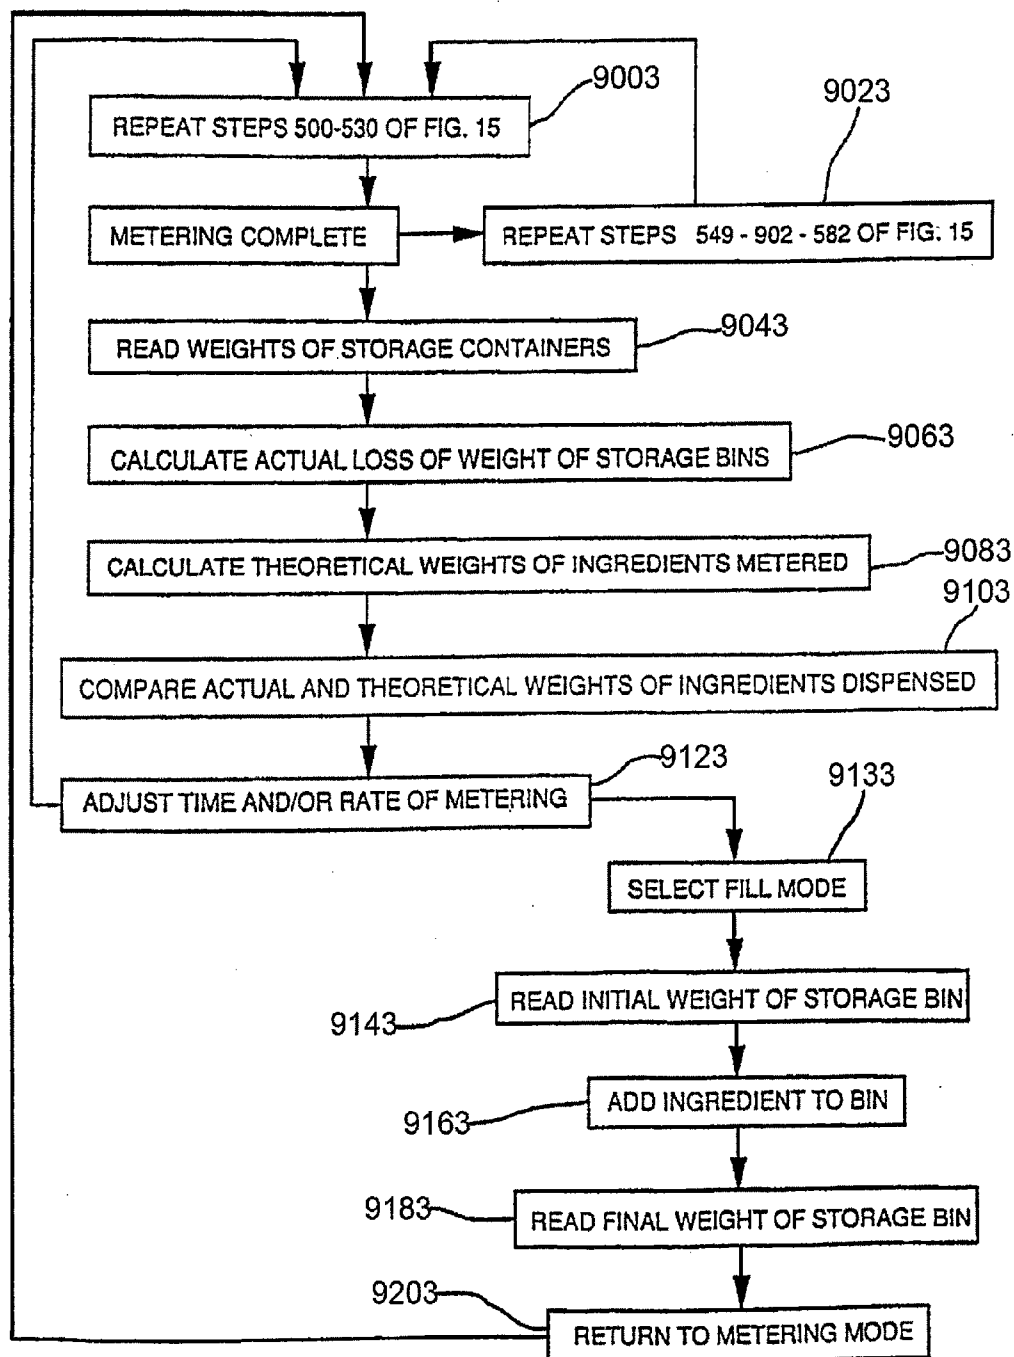 9003
REPEAT STEPS 500-530 OF FIG. 15
9023
METERING COMPLETE
REPEAT STEPS 549 - 902 - 582 OF FIG. 15
9043
READ WEIGHTS OF STORAGE CONTAINERS
9063
CALCULATE ACTUAL LOSS OF WEIGHT OF STORAGE BINS
9083
CALCULATE THEORETICAL WEIGHTS OF INGREDIENTS METERED
9103
COMPARE ACTUAL AND THEORETICAL WEIGHTS OF INGREDIENTS DISPENSED
9123
ADJUST TIME AND/OR RATE OF METERING
9133
SELECT FILL MODE
READ INITIAL WEIGHT OF STORAGE BIN
9143
ADD INGREDIENT TO BIN
9163
9183
READ FINAL WEIGHT OF STORAGE BIN
9203
RETURN TO METERING MODE